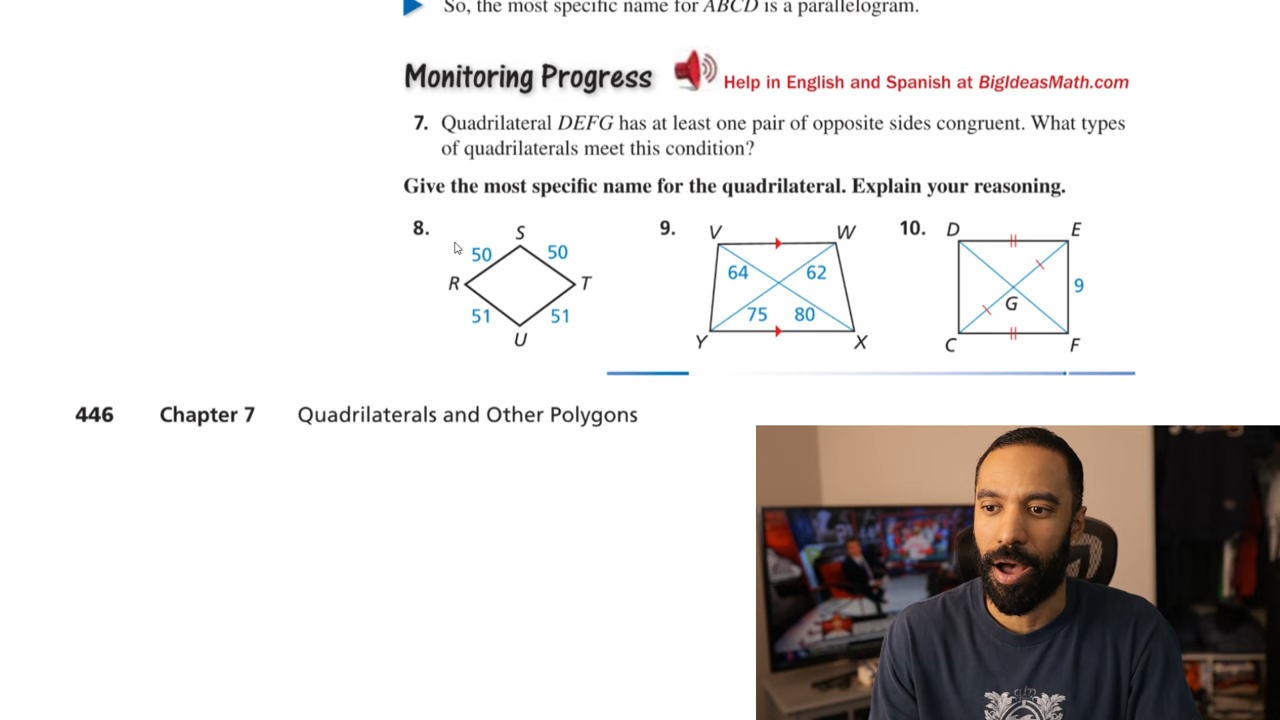 So, the most specific name for ABCD is a parallelogram.
Monitoring Progress
Help in English and Spanish at BigIdeasMath.com
7. Quadrilateral DEFG has at least one pair of opposite sides congruent. What types
of quadrilaterals meet this condition?
Give the most specific name for the quadrilateral. Explain your reasoning.
8.
S
50
50
R
T
51
51
U
9.
V
W
64
62
75
80
Y
X
10.
D
E
9
G
C
F
446 Chapter 7 Quadrilaterals and Other Polygons